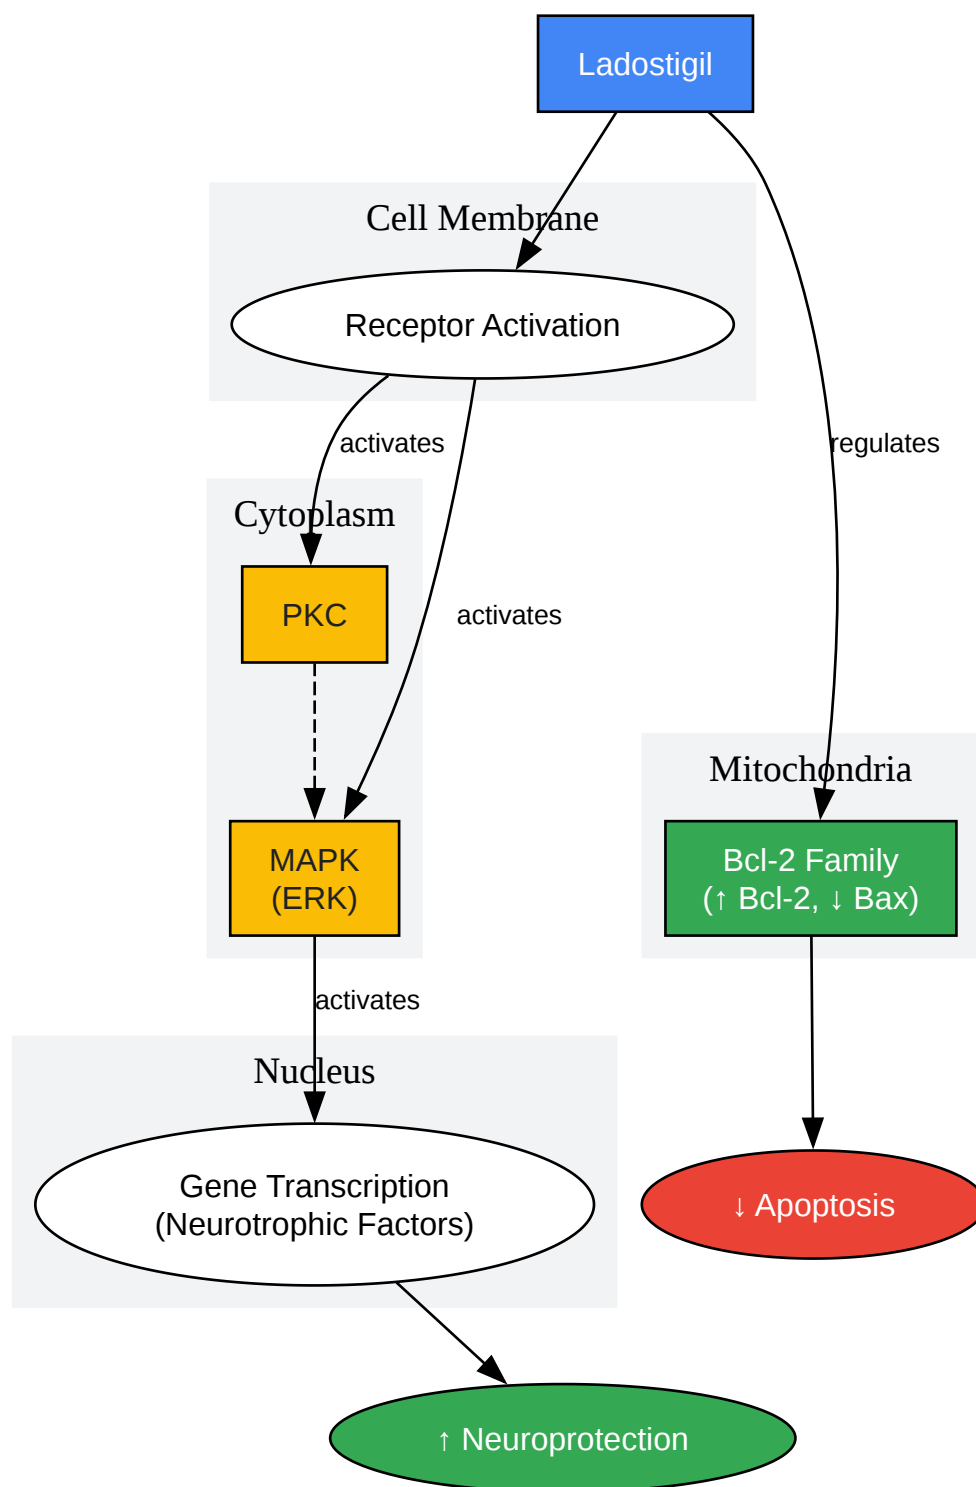 Ladostigil
Cell Membrane
Receptor Activation
activates
regulates
Cytoplasm
PKC
activates
Mitochondria
MAPK
(ERK)
Bcl-2 Family
(↑ Bcl-2, ↓ Bax)
activates
Nucleus
Gene Transcription
(Neurotrophic Factors)
↓ Apoptosis
↑ Neuroprotection